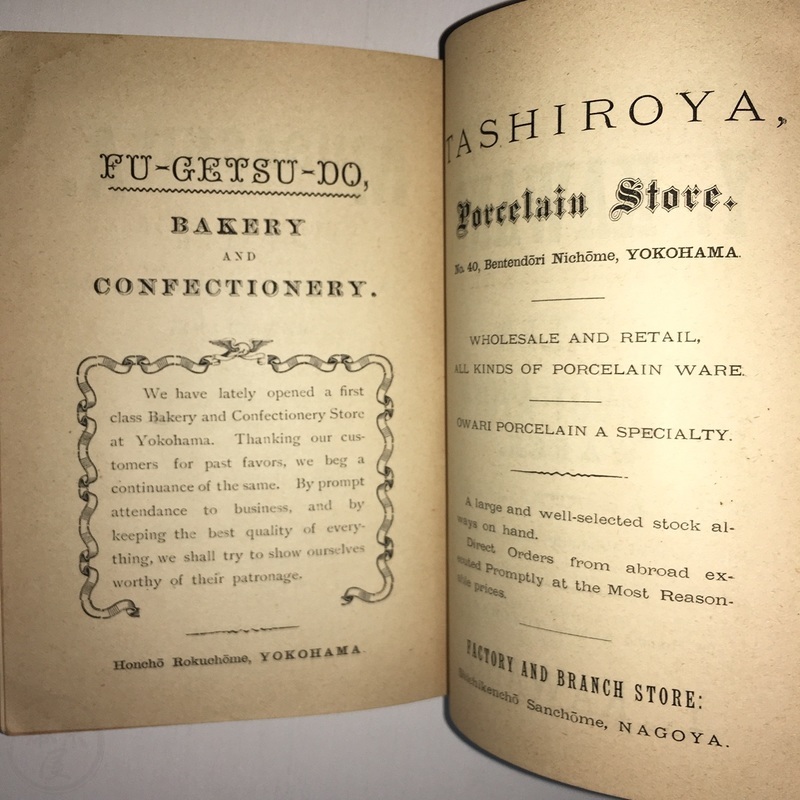 FU-GETSU-DO,
BAKERY
AND
CONFECTIONERY.
We have lately opened a first
class Bakery and Confectionery Store
at Yokohama. Thanking our cus-
tomers for past favors, we beg a
continuance of the same. By prompt
attendance to business, and by
keeping the best quality of every-
thing, we shall try to show ourselves
worthy of their patronage.
Honchō Rokuchōme, YOKOHAMA.
TASHIROYA,
Porcelain Store.
No. 40, Bentendōri Nichōme, YOKOHAMA.
WHOLESALE AND RETAIL,
ALL KINDS OF PORCELAIN WARE.
OWARI PORCELAIN A SPECIALTY.
A large and well-selected stock al-
ways on hand.
Direct Orders from abroad ex-
ecuted Promptly at the Most Reason-
able prices.
FACTORY AND BRANCH STORE:
Sanchōme, NAGOYA.